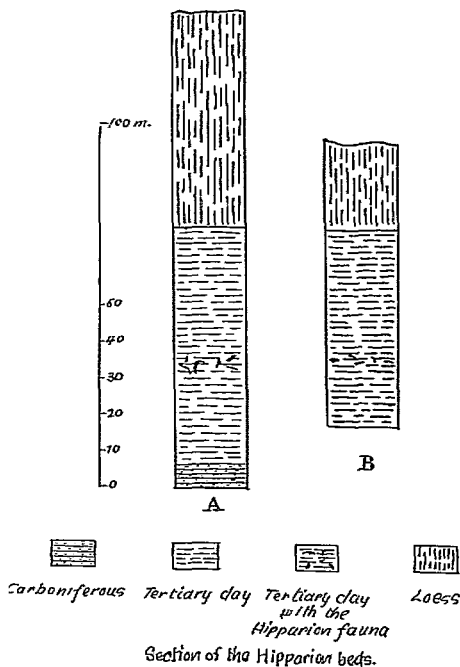 100 m.
50
40
30
20
10
0
A
B
Carboniferous
Tertiary clay
Tertiary clay
with the
Hipparion fauna
Loess
Section of the Hipparion beds.